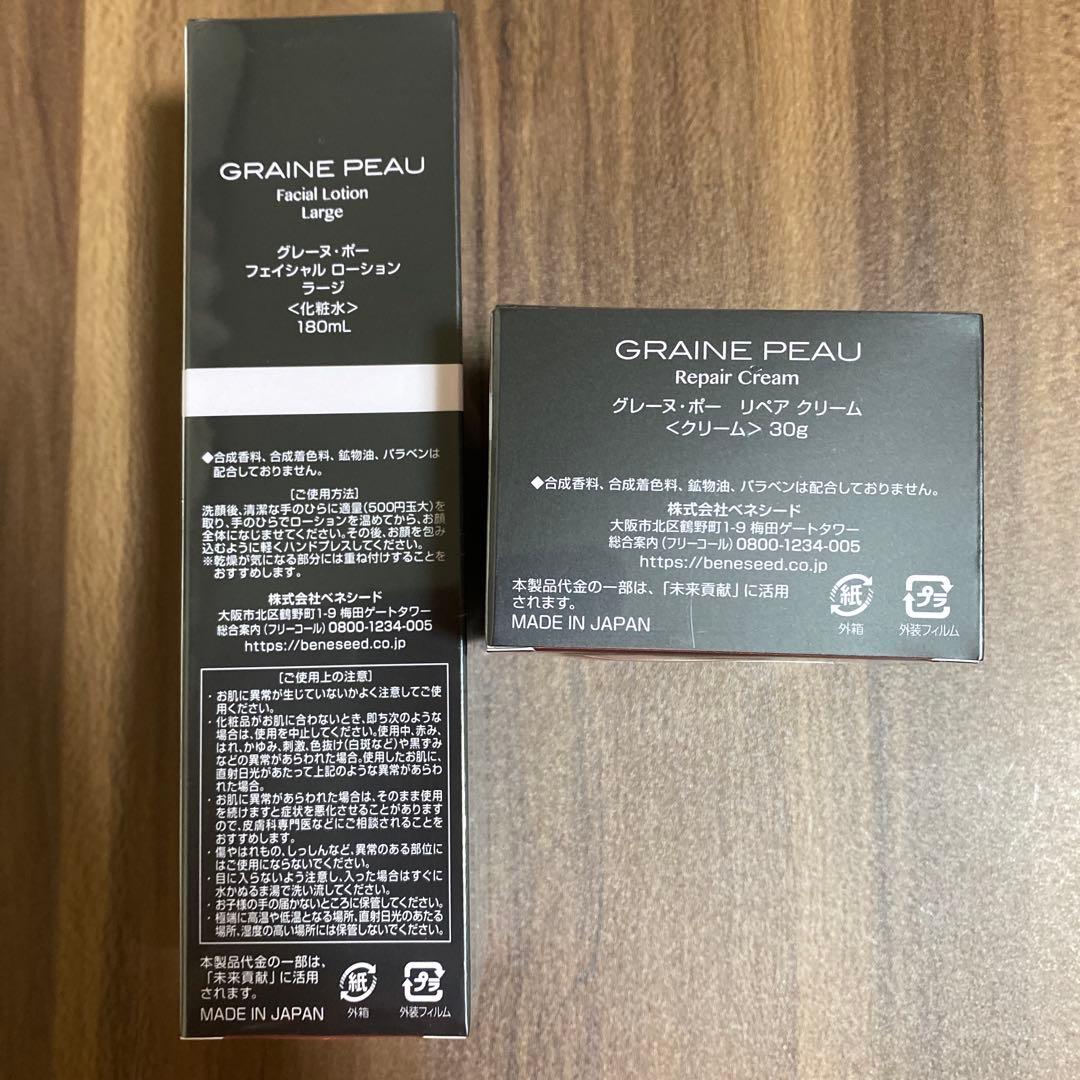 GRAINE PEAU
Facial Lotion
Large
グレーヌ・ポー
フェイシャル ローション
ラージ
<化粧水>
180mL
◆合成香料、合成着色料、鉱物油、パラベンは
配合しておりません。
[ご使用方法]
洗顔後、清潔な手のひらに適量(500円玉大)を
取り、手のひらでローションを温めてから、お顔
全体になじませてください。その後、お顔を包み
込むように軽くハンドプレスしてください。
※乾燥が気になる部分には重ね付けすることを
おすすめします。
株式会社ベネシード
大阪市北区鶴野町1-9 梅田ゲートタワー
総合案内(フリーコール) 0800-1234-005
https://beneseed.co.jp
[ご使用上の注意]
・お肌に異常が生じていないかよく注意してご使
用ください。
・化粧品がお肌に合わないとき、即ち次のような
場合は、使用を中止してください。使用中、赤み、
はれ、かゆみ、刺激、色抜け(白斑など)や黒ずみ
などの異常があらわれた場合。使用したお肌に、
直射日光があたって上記のような異常があらわ
れた場合。
・お肌に異常があらわれた場合は、そのまま使用
を続けますと症状を悪化させることがあります
ので、皮膚科専門医などにご相談されることを
おすすめします。
・傷やはれもの、しっしんなど、異常のある部位に
はご使用にならないでください。
・目に入らないよう注意し、入った場合はすぐに
水かぬるま湯で洗い流してください。
・お子様の手の届かないところに保管してください。
・極端に高温や低温となる場所、直射日光のあたる
場所、湿度の高い場所には保管しないでください。
本製品代金の一部は、
「未来貢献」に活用
されます。
MADE IN JAPAN
紙
外箱
プラ
外装フィルム
GRAINE PEAU
Repair Cream
グレーヌ・ポー リペア クリーム
<クリーム> 30g
◆合成香料、合成着色料、鉱物油、パラベンは配合しておりません。
株式会社ベネシード
大阪市北区鶴野町1-9 梅田ゲートタワー
総合案内(フリーコール) 0800-1234-005
https://beneseed.co.jp
本製品代金の一部は、「未来貢献」に活用
されます。
MADE IN JAPAN
紙
外箱
プラ
外装フィルム